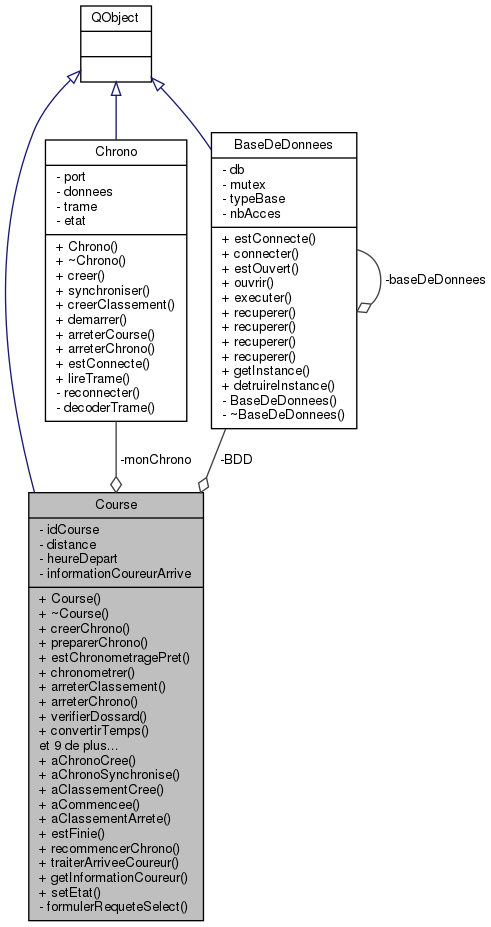 QObject
Chrono
- port
- donnees
- trame
- etat
+ Chrono()
+ ~Chrono()
+ creer()
+ synchroniser()
+ creerClassement()
+ demarrer()
+ arreterCourse()
+ arreterChrono()
+ estConnecte()
+ lireTrame()
- reconnecter()
- decoderTrame()
BaseDeDonnees
- db
- mutex
- typeBase
- nbAcces
+ estConnecte()
+ connecter()
+ estOuvert()
+ ouvrir()
+ executer()
+ recuperer()
+ recuperer()
+ recuperer()
+ recuperer()
+ getInstance()
+ detruireInstance()
- BaseDeDonnees()
- ~BaseDeDonnees()
-baseDeDonnees
-monChrono
-BDD
Course
- idCourse
- distance
- heureDepart
- informationCoureurArrive
+ Course()
+ ~Course()
+ creerChrono()
+ preparerChrono()
+ estChronometragePret()
+ chronometrer()
+ arreterClassement()
+ arreterChrono()
+ verifierDossard()
+ convertirTemps()
et 9 de plus...
+ aChronoCree()
+ aChronoSynchronise()
+ aClassementCree()
+ aCommencee()
+ aClassementArrete()
+ estFinie()
+ recommencerChrono()
+ traiterArriveeCoureur()
+ getInformationCoureur()
+ setEtat()
- formulerRequeteSelect()